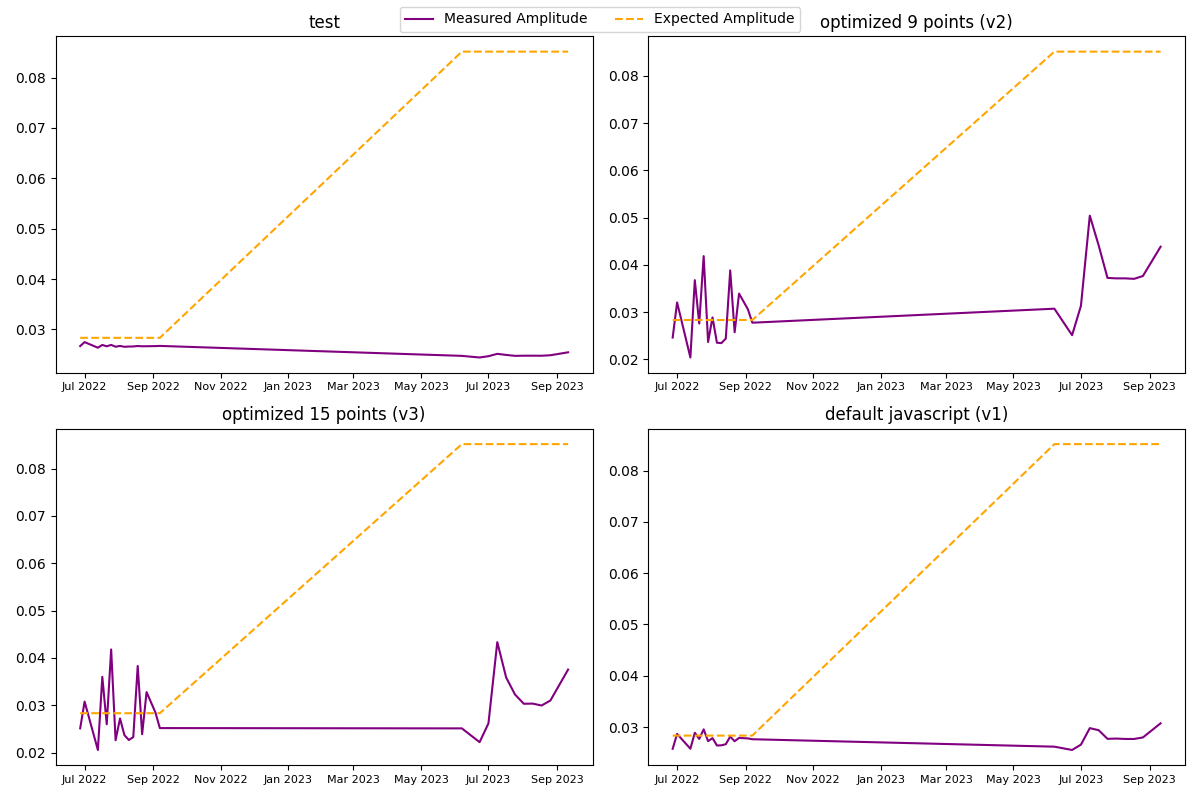 Measured Amplitude
Expected Amplitude
test
0.08
0.07
0.06
0.05
0.04
0.03
Jul 2022
Sep 2022
Nov 2022
Jan 2023
Mar 2023
May 2023
Jul 2023
Sep 2023
optimized 9 points (v2)
0.08
0.07
0.06
0.05
0.04
0.03
0.02
Jul 2022
Sep 2022
Nov 2022
Jan 2023
Mar 2023
May 2023
Jul 2023
Sep 2023
optimized 15 points (v3)
0.08
0.07
0.06
0.05
0.04
0.03
0.02
Jul 2022
Sep 2022
Nov 2022
Jan 2023
Mar 2023
May 2023
Jul 2023
Sep 2023
default javascript (v1)
0.08
0.07
0.06
0.05
0.04
0.03
Jul 2022
Sep 2022
Nov 2022
Jan 2023
Mar 2023
May 2023
Jul 2023
Sep 2023